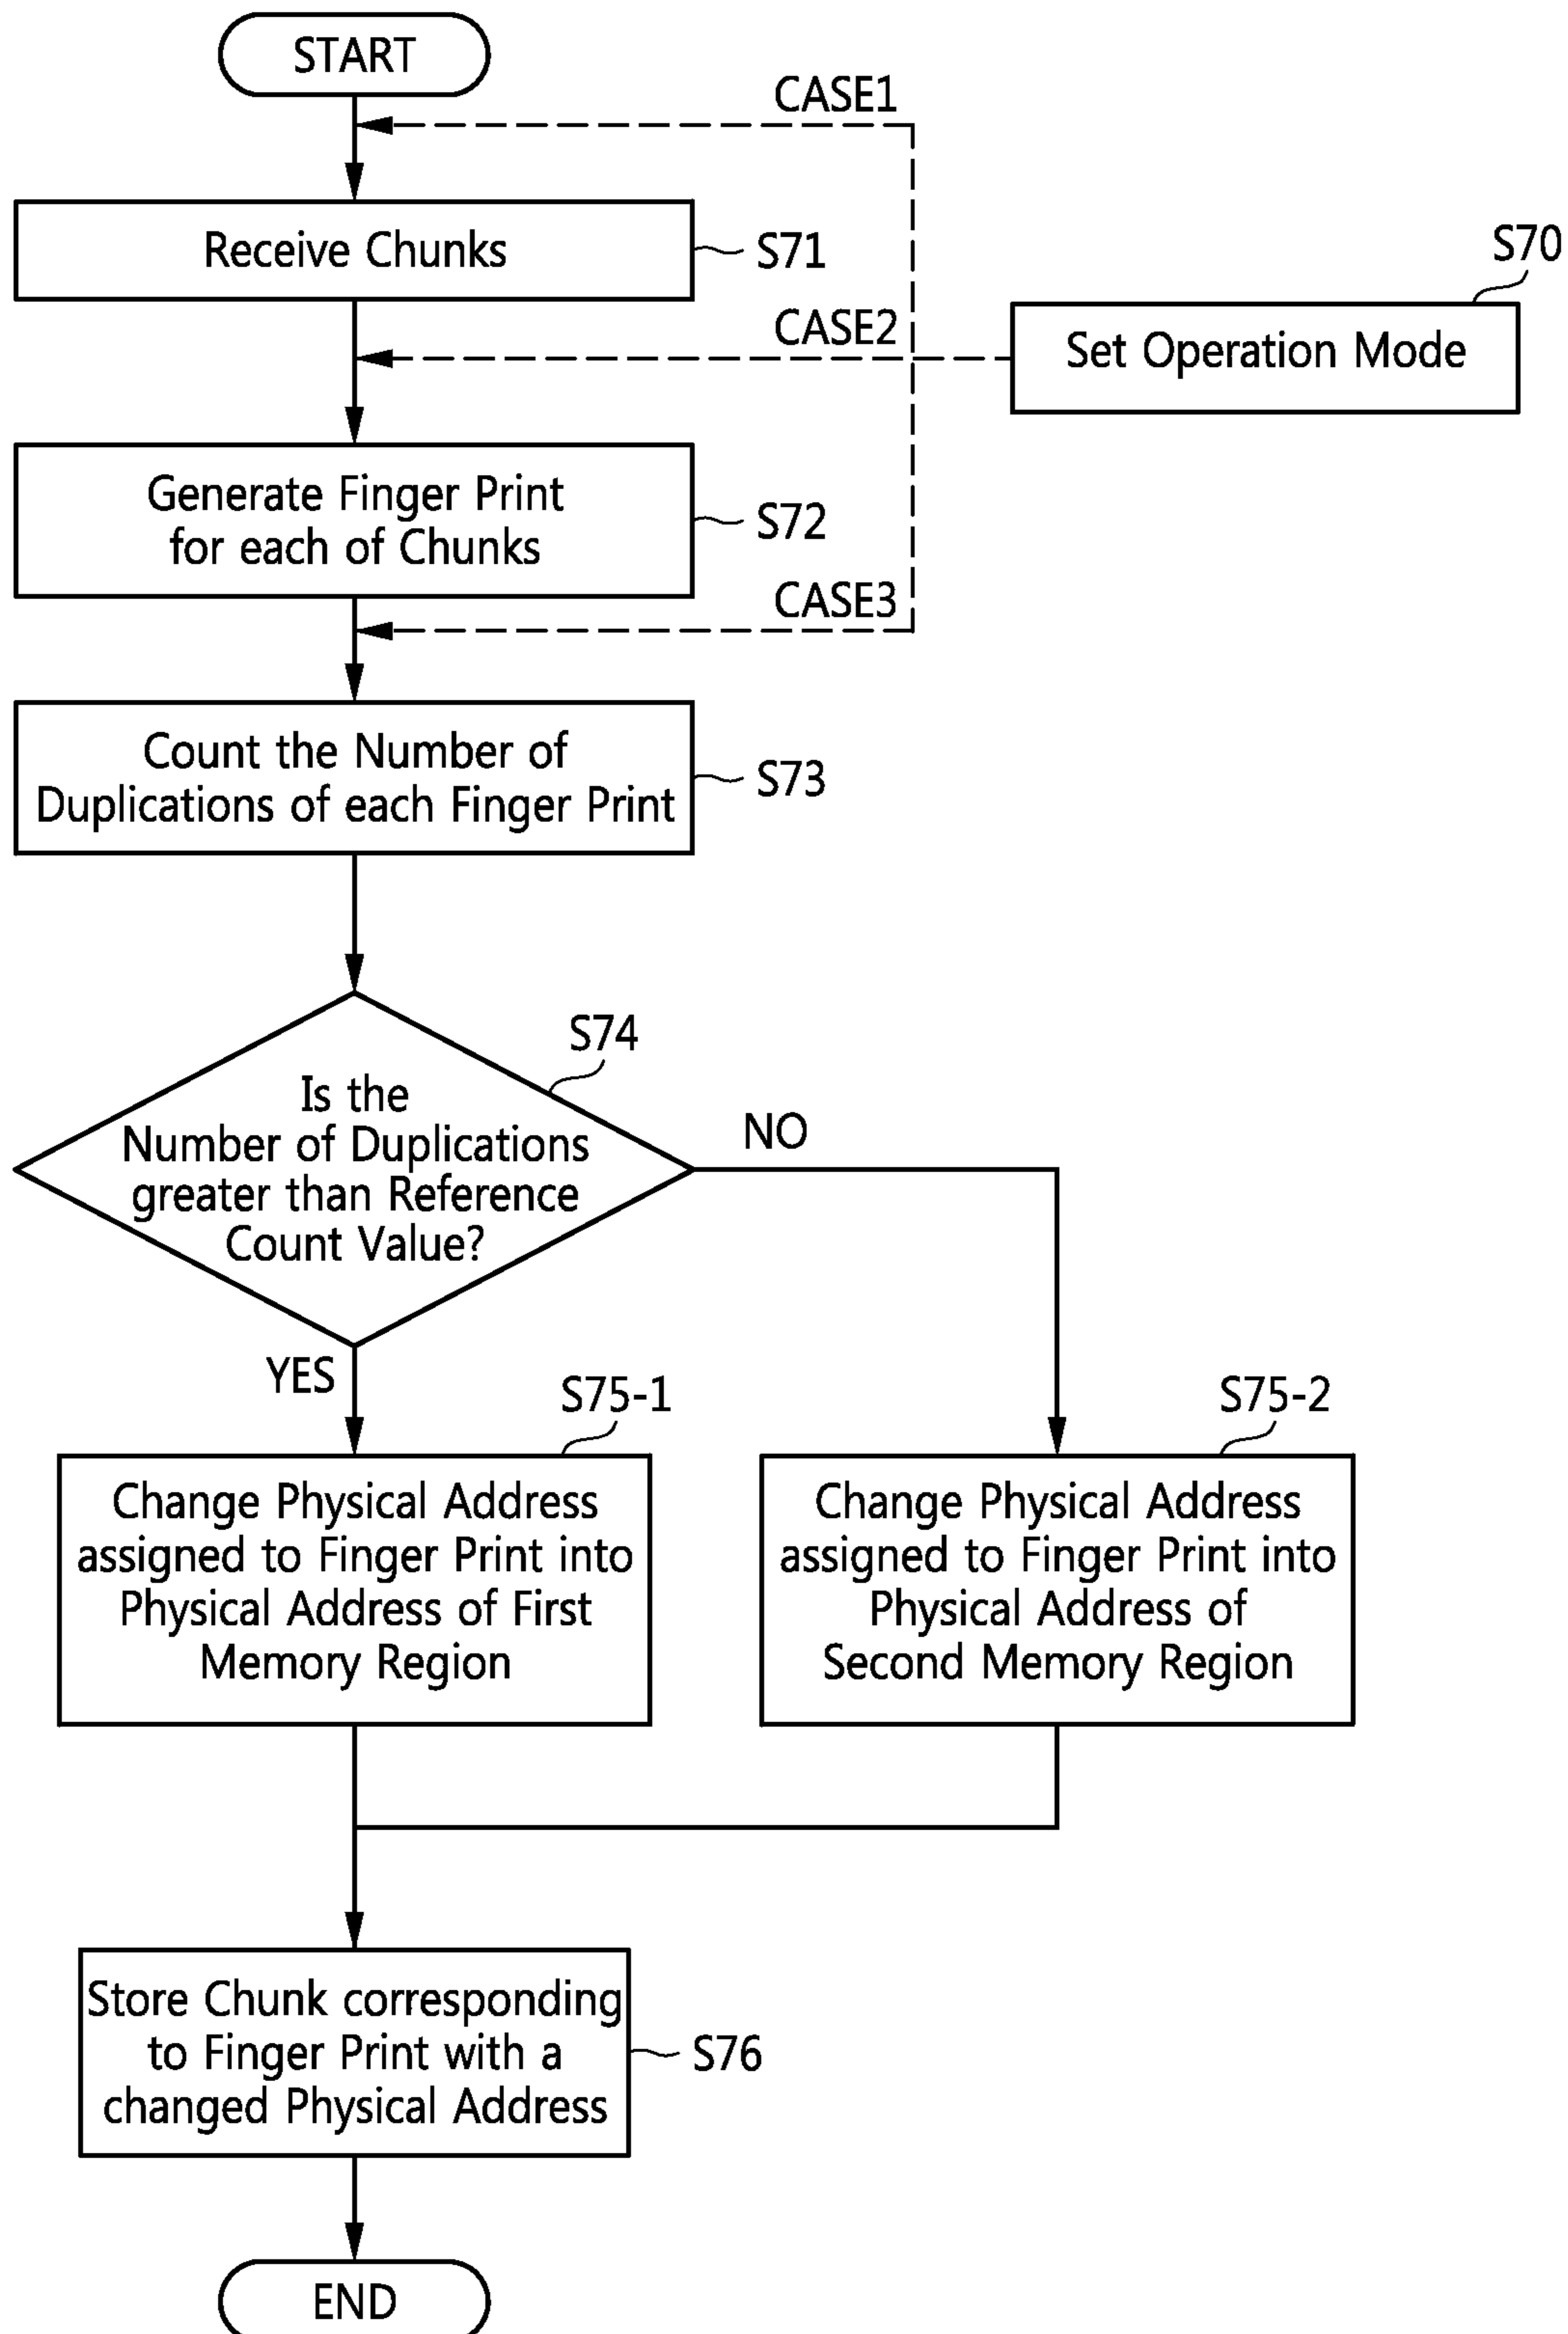 START
CASE1
Receive Chunks
S71
S70
CASE2
Set Operation Mode
Generate Finger Print
for each of Chunks
S72
CASE3
Count the Number of
Duplications of each Finger Print
S73
S74
Is the
Number of Duplications
greater than Reference
Count Value?
NO
YES
S75-1
Change Physical Address
assigned to Finger Print into
Physical Address of First
Memory Region
S75-2
Change Physical Address
assigned to Finger Print into
Physical Address of
Second Memory Region
Store Chunk corresponding
to Finger Print with a
changed Physical Address
S76
END